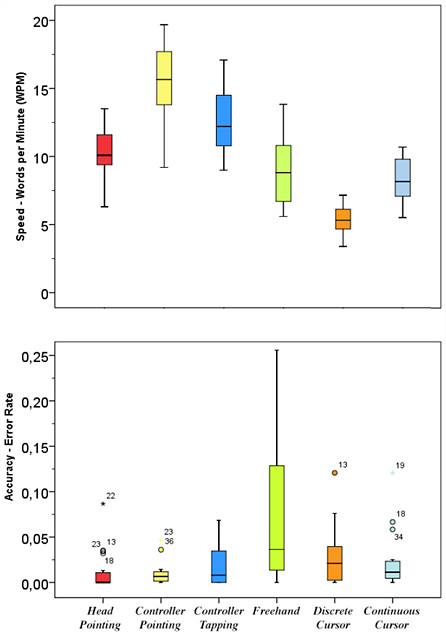 Speed - Words per Minute (WPM)
20
15
10
5
0
Accuracy - Error Rate
0,25
0,20
0,15
0,10
0,05
0,00
22
23
13
18
23
36
13
19
18
34
Head Pointing
Controller Pointing
Controller Tapping
Freehand
Discrete Cursor
Continuous Cursor